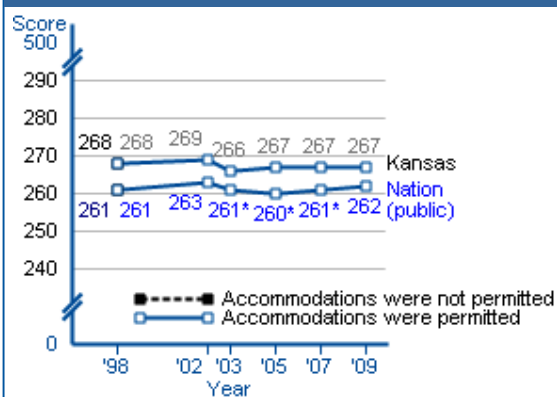 Score
500
290
280
270
260
250
240
0
268 268 269 266 267 267 267
Kansas
261 261 263 261* 260* 261* 262
Nation
(public)
Accommodations were not permitted
Accommodations were permitted
'98 '02 '03 '05 '07 '09
Year